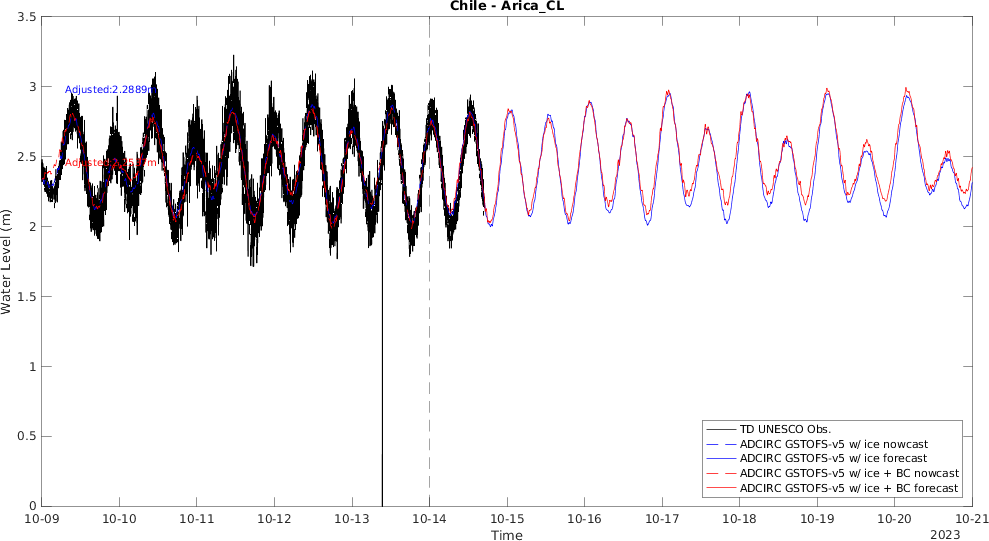 Chile - Arica_CL
3.5
3
2.5
2
1.5
1
0.5
0
Water Level (m)
Adjusted:2.2889m
10-09
10-10
10-11
10-12
10-13
10-14
10-15
10-16
10-17
10-18
10-19
10-20
10-21
Time
2023
TD UNESCO Obs.
ADCIRC GSTOFS-v5 w/ ice nowcast
ADCIRC GSTOFS-v5 w/ ice forecast
ADCIRC GSTOFS-v5 w/ ice + BC nowcast
ADCIRC GSTOFS-v5 w/ ice + BC forecast